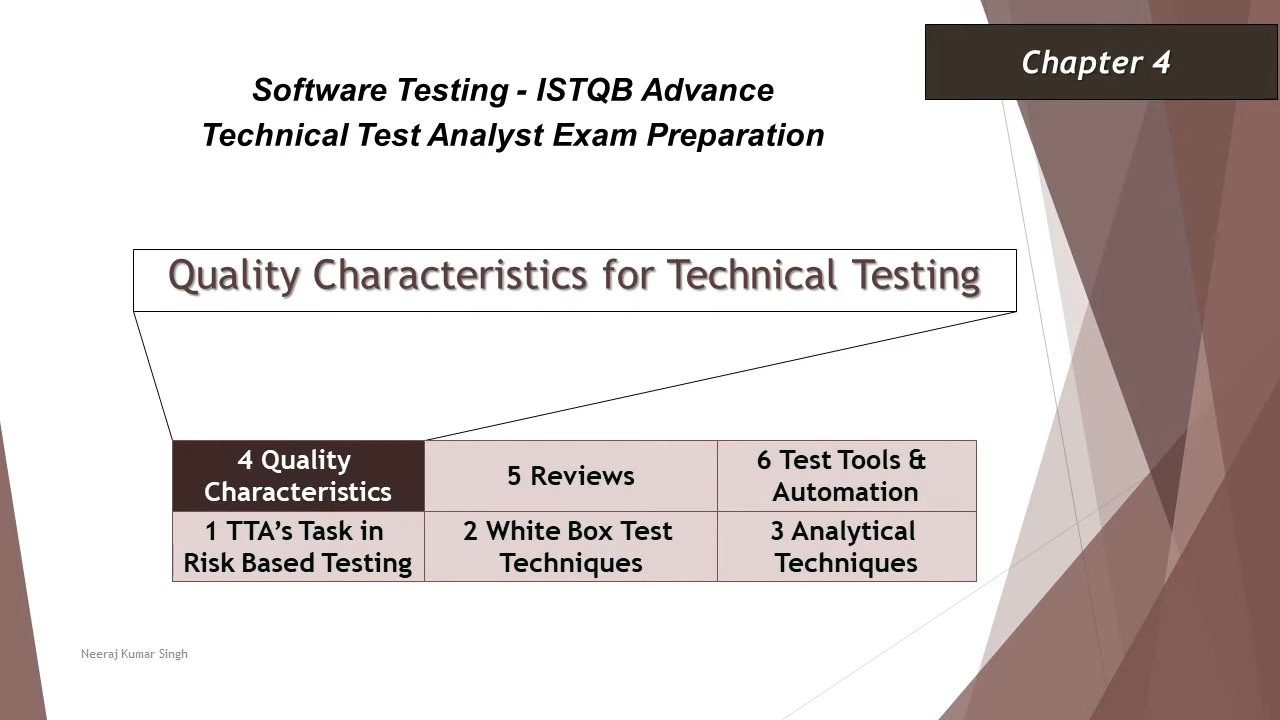 Chapter 4
Software Testing - ISTQB Advance
Technical Test Analyst Exam Preparation
Quality Characteristics for Technical Testing
4 Quality
Characteristics
5 Reviews
6 Test Tools &
Automation
1 TTA’s Task in
Risk Based Testing
2 White Box Test
Techniques
3 Analytical
Techniques
Neeraj Kumar Singh